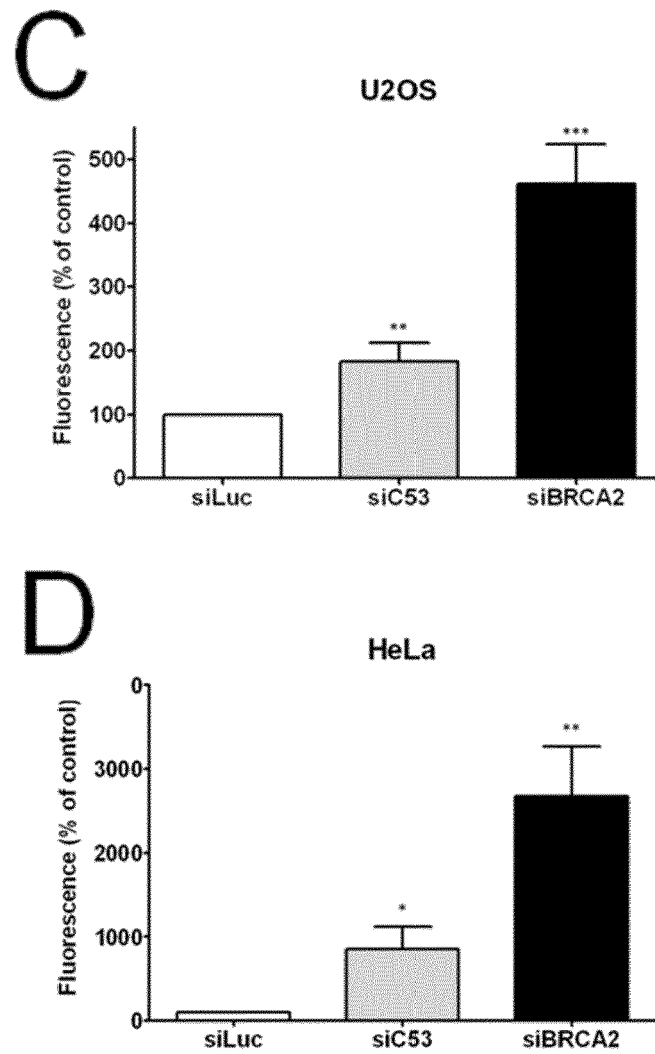 C
U2OS
Fluorescence (% of control)
500
400
300
200
100
0
**
***
siLuc siC53 siBRCA2
D
HeLa
Fluorescence (% of control)
0
3000
2000
1000
0
*
**
siLuc siC53 siBRCA2